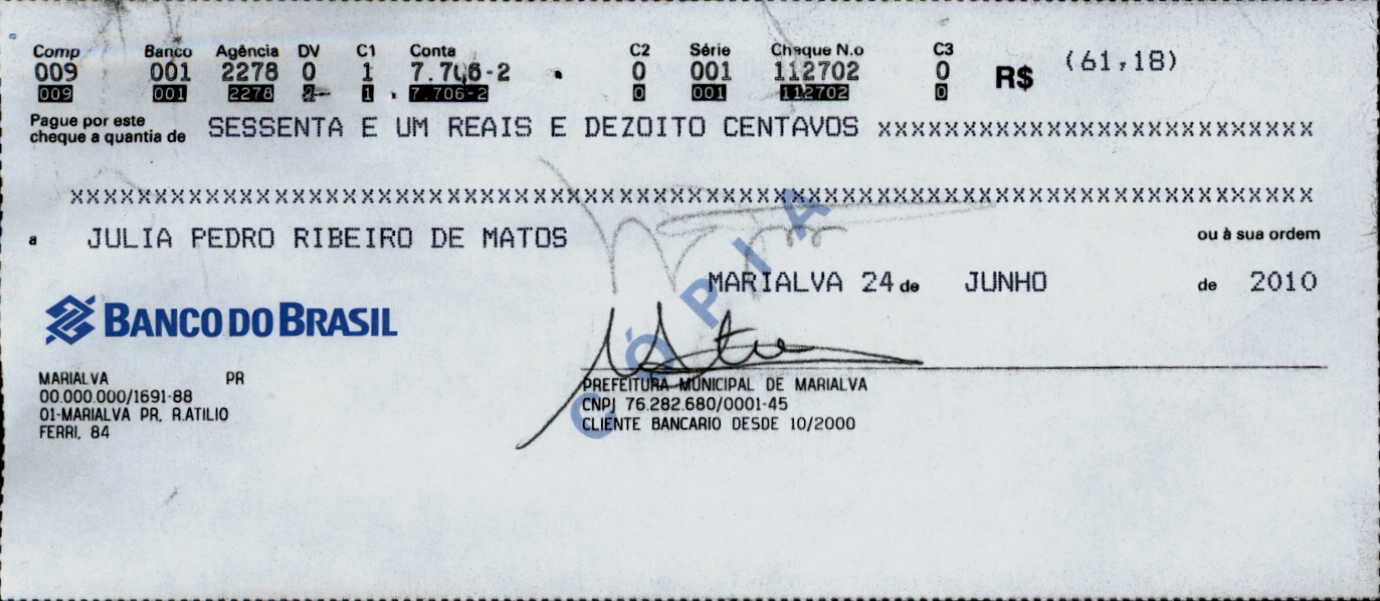 Comp Banco Agência DV C1 Conta C2 Série Cheque N.o C3
009 001 2278 0 1 7.706-2 0 001 112702 0 R$ (61,18)
009 001 2278 1 7.706-2 0 001 112702 0
Pague por este
cheque a quantia de SESSENTA E UM REAIS E DEZOITO CENTAVOS xxxxxxxxxxxxxxxxxxxxxxxxxx
xxxxxxxxxxxxxxxxxxxxxxxxxxxxxxxxxxxxxxxxxxxxxxxxxxxxxxxxxxxxxxxxxxxxxxxxxx
a JULIA PEDRO RIBEIRO DE MATOS ou à sua ordem
MARIALVA 24 de JUNHO de 2010
BANCO DO BRASIL
CÓPIA
MARIALVA PR
00.000.000/1691-88
01-MARIALVA PR, R.ATILIO
FERRI, 84
PREFEITURA MUNICIPAL DE MARIALVA
CNPJ 76.282.680/0001-45
CLIENTE BANCARIO DESDE 10/2000